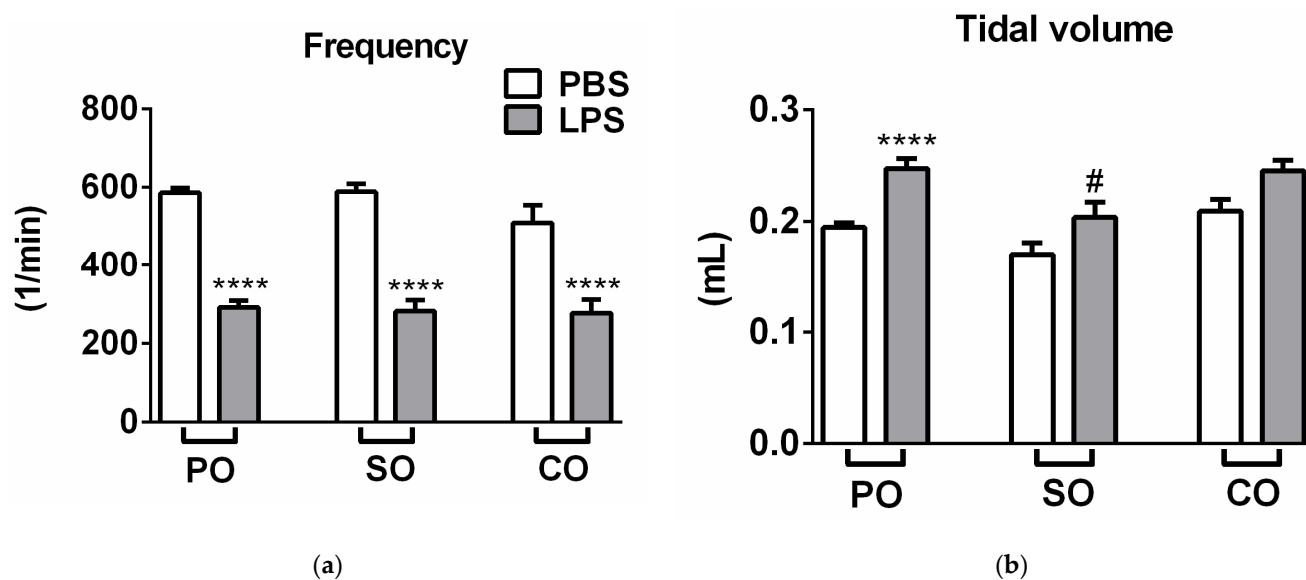 Frequency
PBS
LPS
(1/min)
800
600
400
200
0
****
****
****
PO
SO
CO
(a)
Tidal volume
(mL)
0.3
0.2
0.1
0.0
****
#
PO
SO
CO
(b)